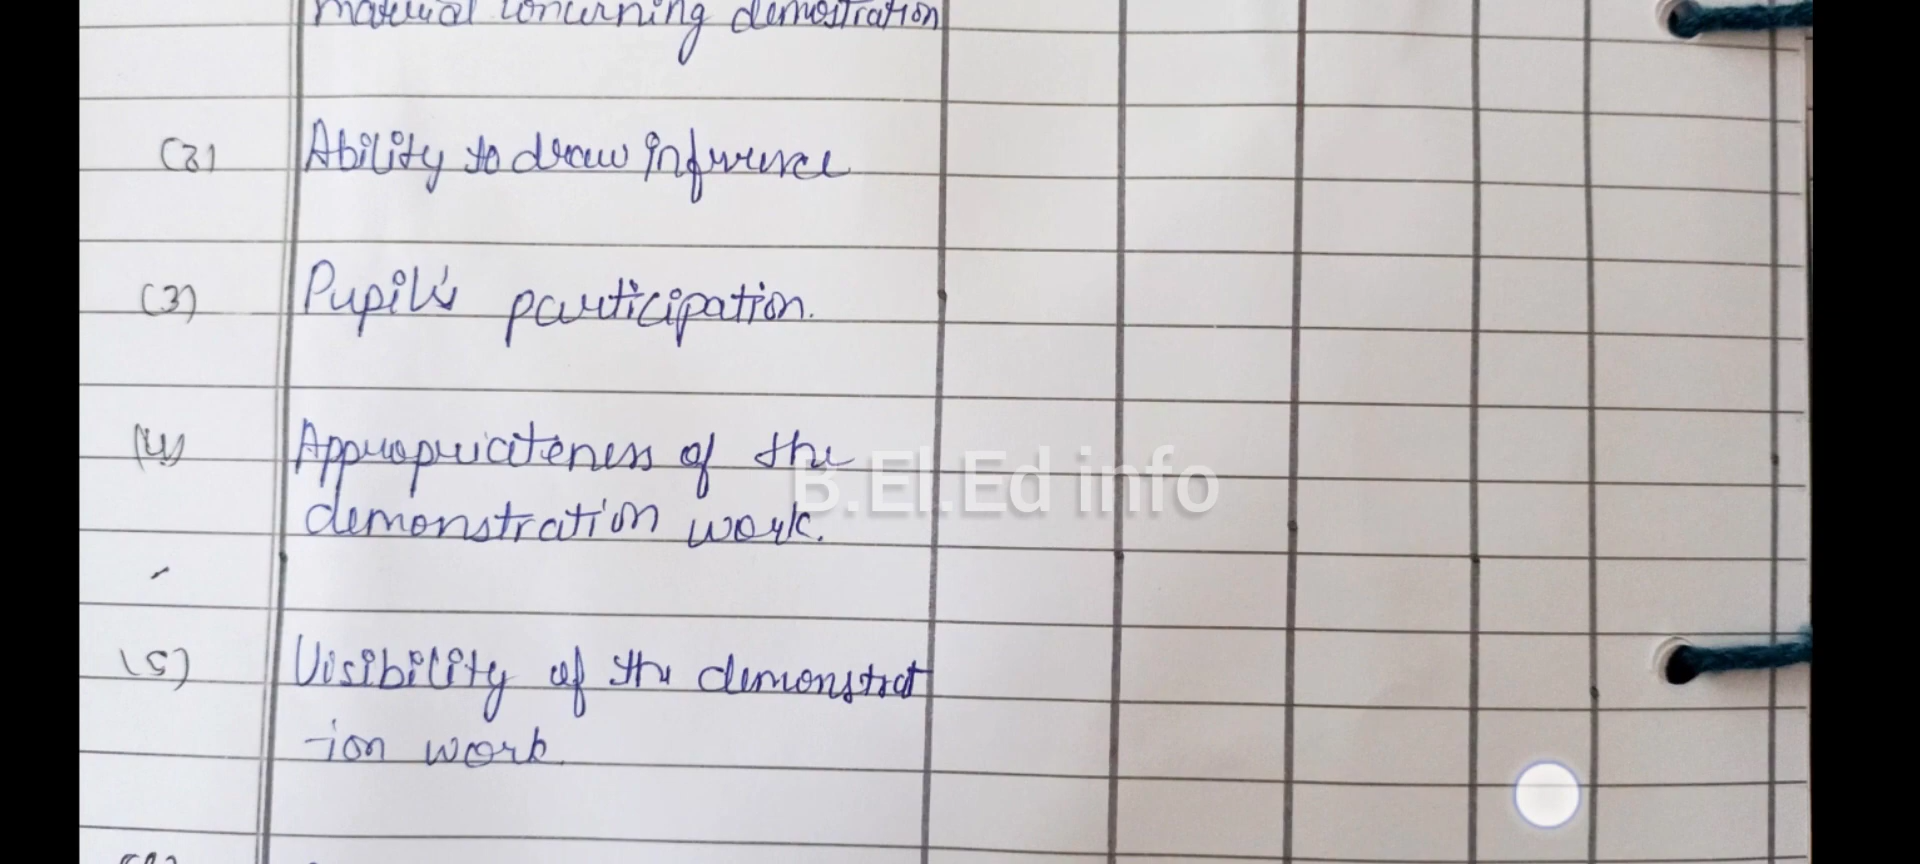 material concerning demostration
(2) Ability to draw inference
(3) Pupil's participation.
(4) Appropriateness of the
demonstration work.
B.El.Ed info
(5) Visibility of the demonstrat
-ion work